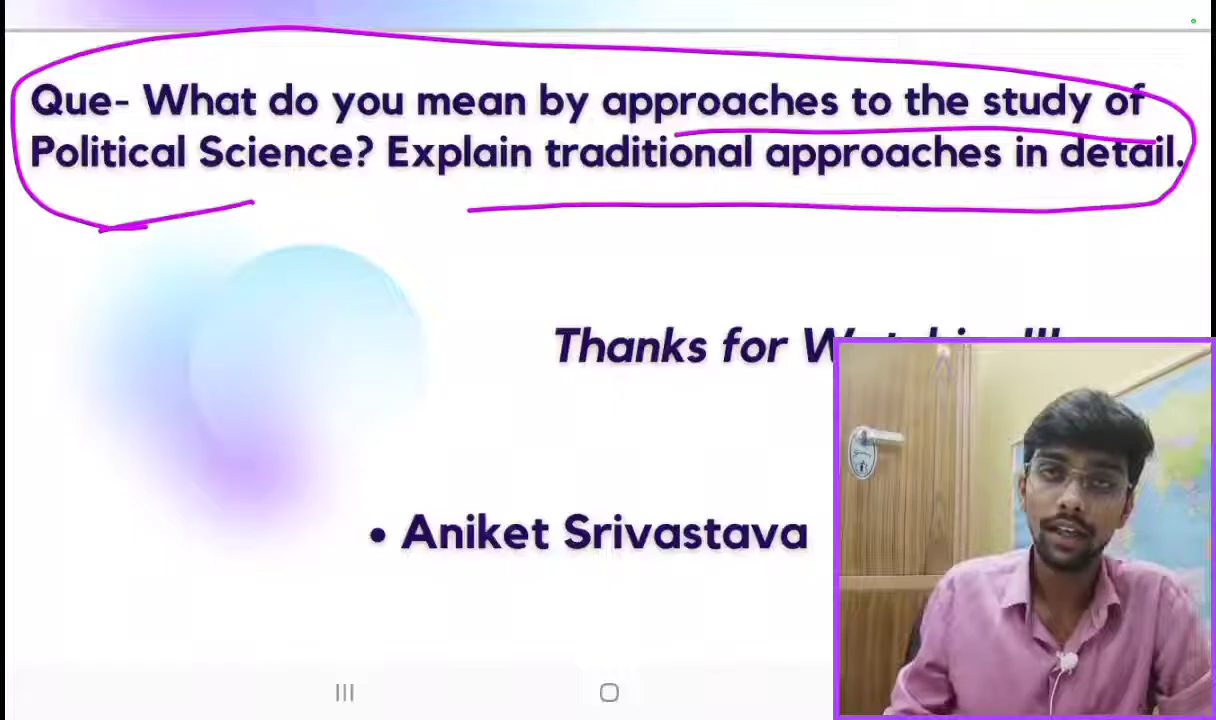 Que- What do you mean by approaches to the study of
Political Science? Explain traditional approaches in detail.
Thanks for
• Aniket Srivastava